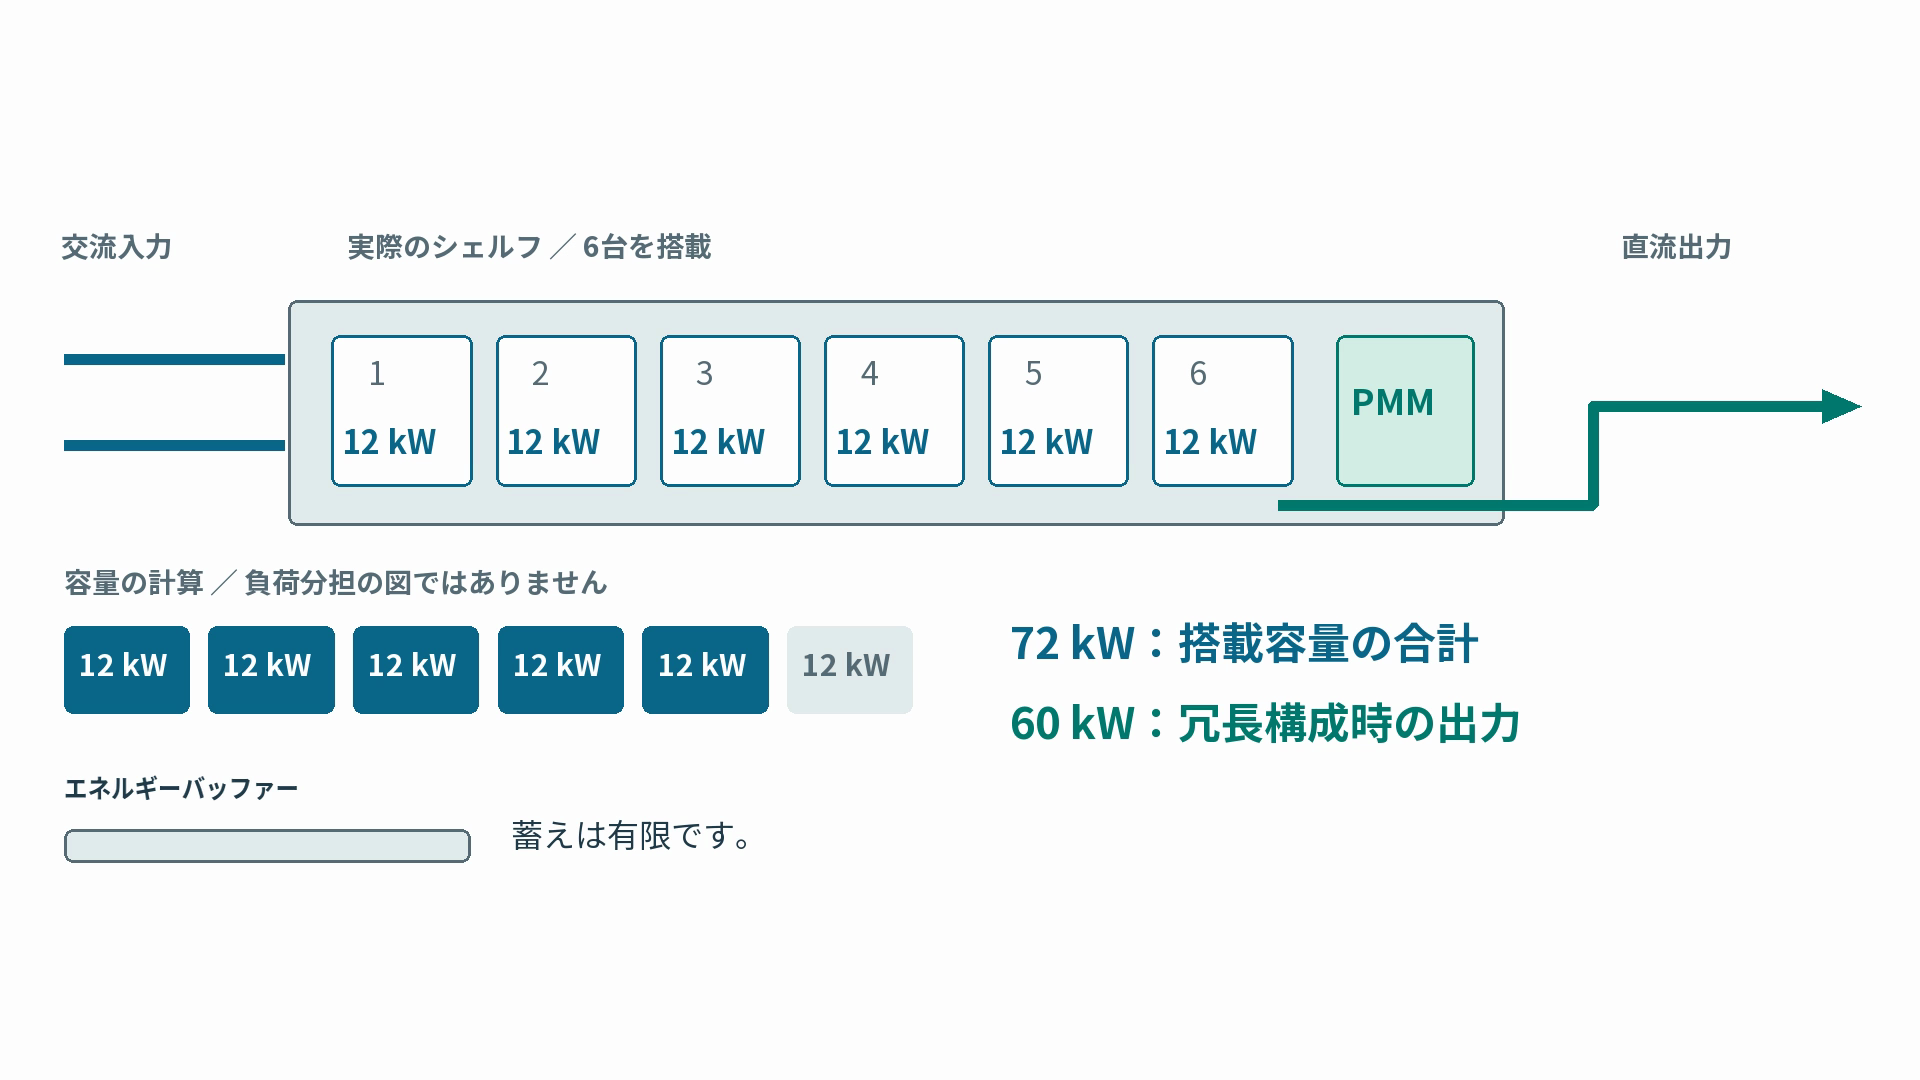 交流入力
実際のシェルフ ／ 6台を搭載
直流出力
1
2
3
4
5
6
12 kW
12 kW
12 kW
12 kW
12 kW
12 kW
PMM
容量の計算 ／ 負荷分担の図ではありません
12 kW
12 kW
12 kW
12 kW
12 kW
12 kW
72 kW：搭載容量の合計
60 kW：冗長構成時の出力
エネルギーバッファー
蓄えは有限です。